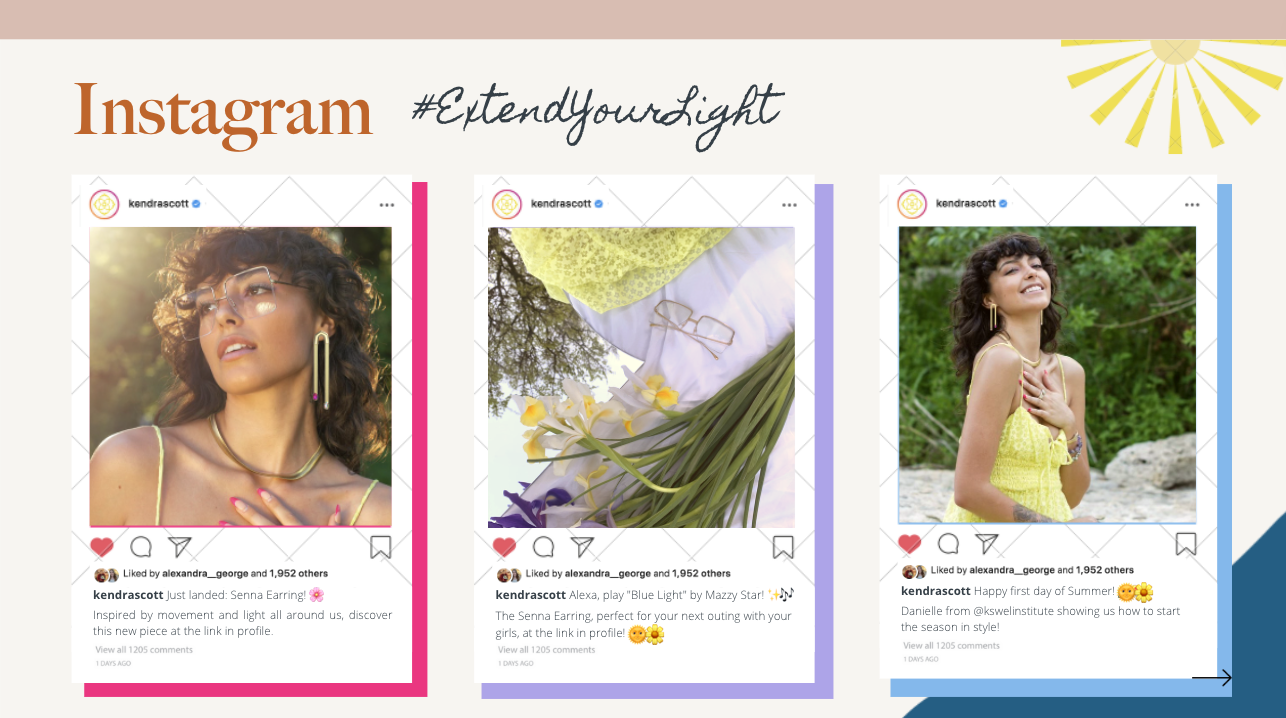 Instagram #ExtendYourLight
kendrascott
Liked by alexandra__george and 1,952 others
kendrascott Just landed: Senna Earring! 🌸
Inspired by movement and light all around us, discover
this new piece at the link in profile.
View all 1205 comments
1 DAYS AGO
kendrascott
Liked by alexandra__george and 1,952 others
kendrascott Alexa, play "Blue Light" by Mazzy Star! ✨🎶
The Senna Earring, perfect for your next outing with your
girls, at the link in profile! 🌞🌼
View all 1205 comments
1 DAYS AGO
kendrascott
Liked by alexandra__george and 1,952 others
kendrascott Happy first day of Summer! 🌞🌼
Danielle from @kswelinstitute showing us how to start
the season in style!
View all 1205 comments
1 DAYS AGO